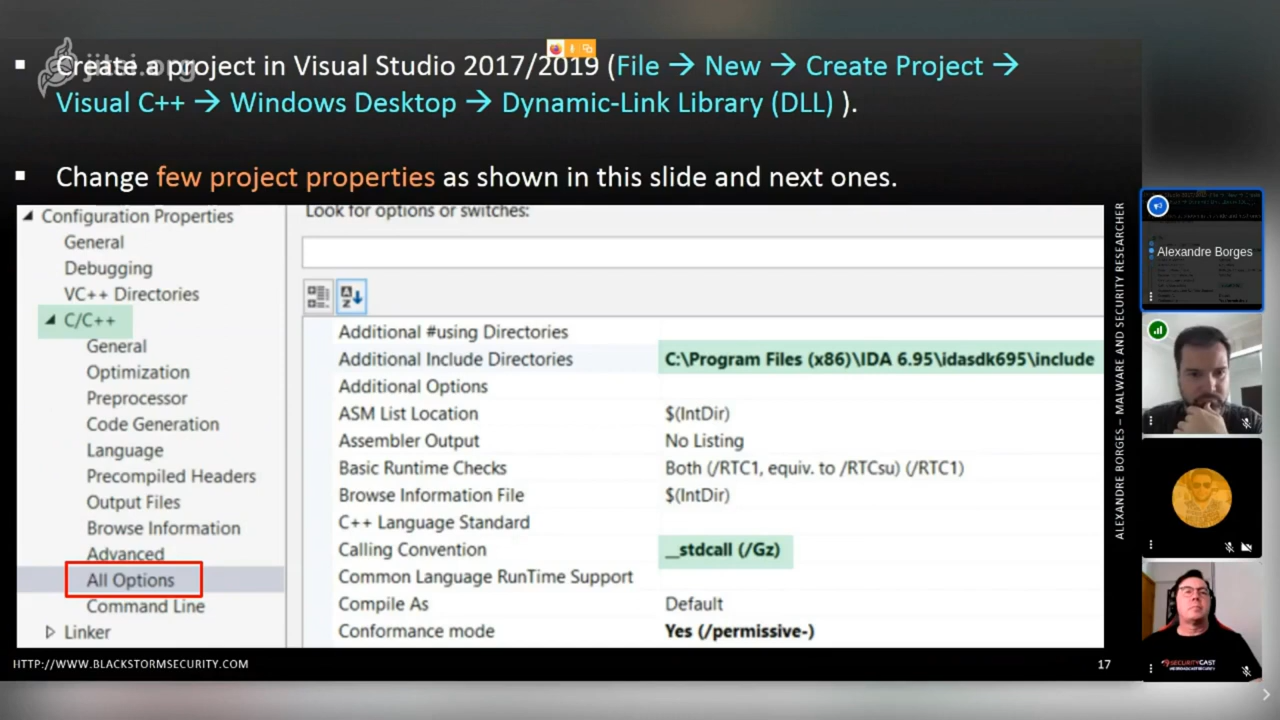 jitsi.org
▪ Create a project in Visual Studio 2017/2019 (File → New → Create Project →
Visual C++ → Windows Desktop → Dynamic-Link Library (DLL) ).
▪ Change few project properties as shown in this slide and next ones.
Configuration Properties
General
Debugging
VC++ Directories
C/C++
General
Optimization
Preprocessor
Code Generation
Language
Precompiled Headers
Output Files
Browse Information
Advanced
All Options
Command Line
Linker
Look for options or switches:
Additional #using Directories
Additional Include Directories C:\Program Files (x86)\IDA 6.95\idasdk695\include
Additional Options
ASM List Location $(IntDir)
Assembler Output No Listing
Basic Runtime Checks Both (/RTC1, equiv. to /RTCsu) (/RTC1)
Browse Information File $(IntDir)
C++ Language Standard
Calling Convention __stdcall (/Gz)
Common Language RunTime Support
Compile As Default
Conformance mode Yes (/permissive-)
HTTP://WWW.BLACKSTORMSECURITY.COM
17
ALEXANDRE BORGES – MALWARE AND SECURITY RESEARCHER
Alexandre Borges
SECURITYCAST